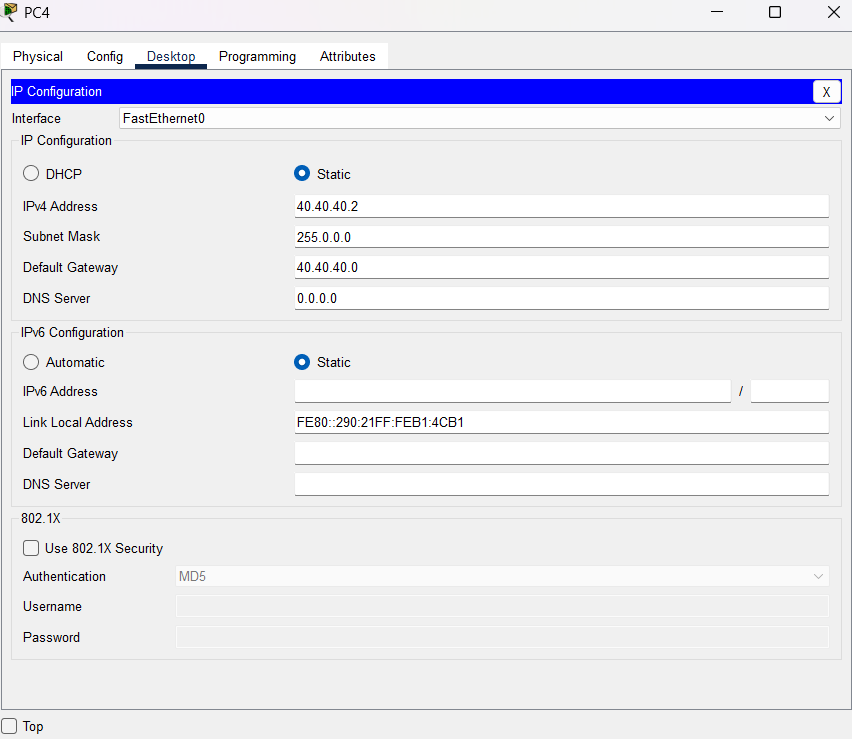 PC4
Physical Config Desktop Programming Attributes
IP Configuration X
Interface FastEthernet0
IP Configuration
DHCP Static
IPv4 Address 40.40.40.2
Subnet Mask 255.0.0.0
Default Gateway 40.40.40.0
DNS Server 0.0.0.0
IPv6 Configuration
Automatic Static
IPv6 Address /
Link Local Address FE80::290:21FF:FEB1:4CB1
Default Gateway
DNS Server
802.1X
Use 802.1X Security
Authentication MD5
Username
Password
Top